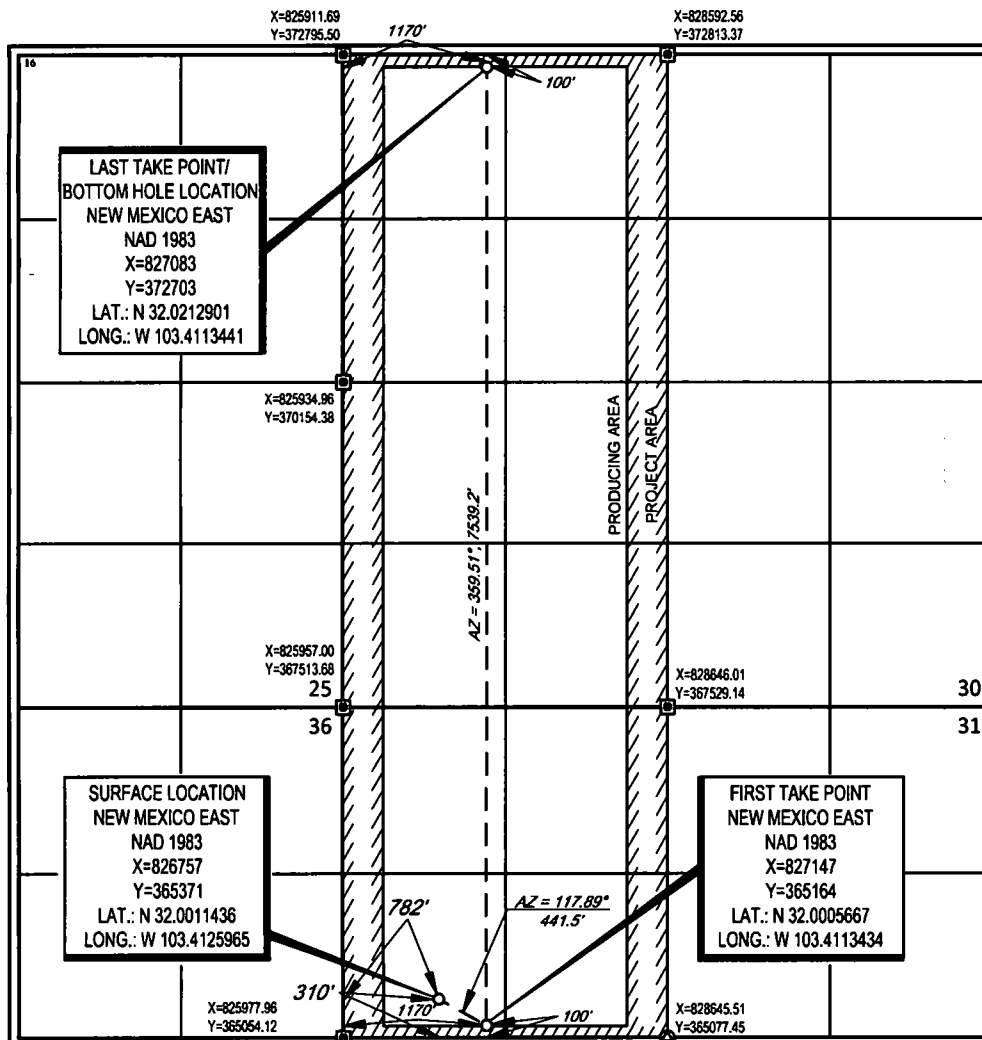 X=825911.69
Y=372795.50
1170'
X=828592.56
Y=372813.37
16
100'
LAST TAKE POINT/
BOTTOM HOLE LOCATION
NEW MEXICO EAST
NAD 1983
X=827083
Y=372703
LAT.: N 32.0212901
LONG.: W 103.4113441
X=825934.96
Y=370154.38
PRODUCING AREA
PROJECT AREA
AZ = 359.51°, 7539.2'
X=825957.00
Y=367513.68
25
36
X=828646.01
Y=367529.14
30
31
SURFACE LOCATION
NEW MEXICO EAST
NAD 1983
X=826757
Y=365371
LAT.: N 32.0011436
LONG.: W 103.4125965
FIRST TAKE POINT
NEW MEXICO EAST
NAD 1983
X=827147
Y=365164
LAT.: N 32.0005667
LONG.: W 103.4113434
782'
AZ = 117.89°
441.5'
310'
1170'
100'
X=825977.96
Y=365054.12
X=828645.51
Y=365077.45